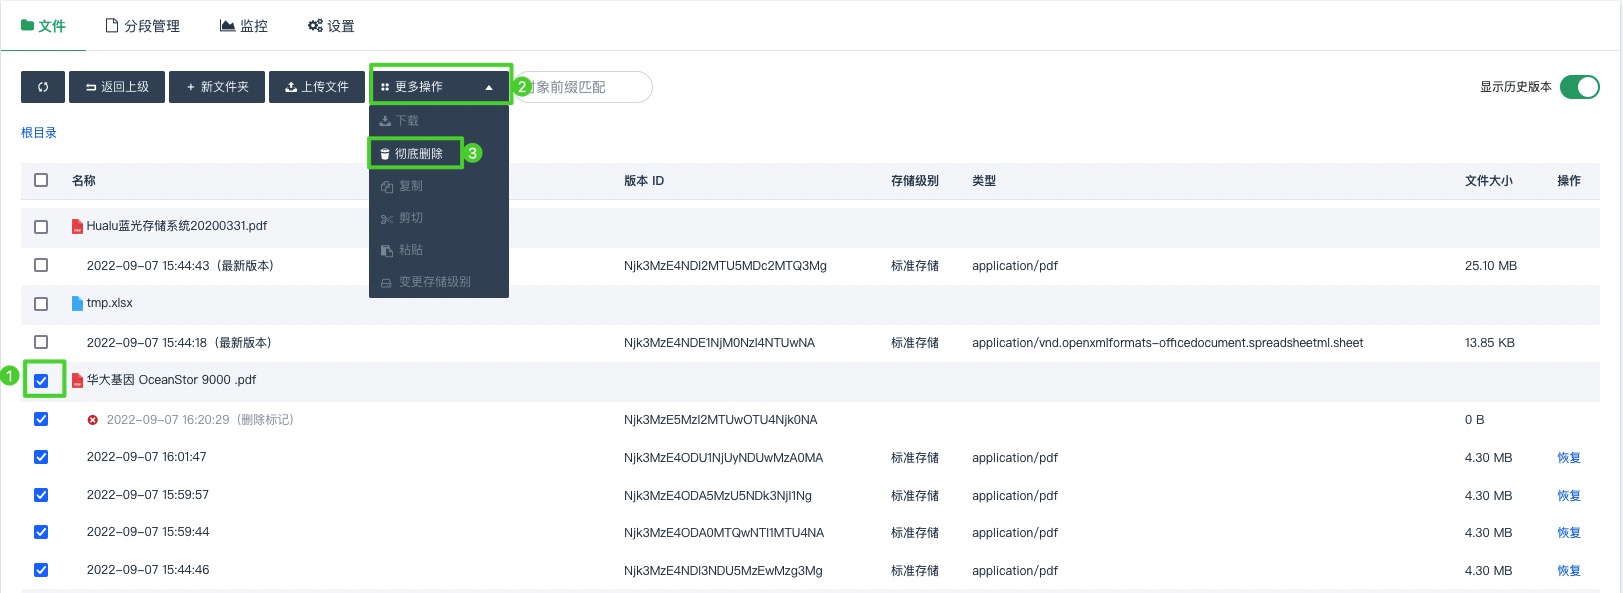 文件 分段管理 监控 设置
返回上级 + 新文件夹 上传文件 更多操作 2 对象前缀匹配 显示历史版本
下载
根目录
彻底删除 3
名称 版本 ID 存储级别 类型 文件大小 操作
复制
剪切
Hualu蓝光存储系统20200331.pdf
粘贴
2022-09-07 15:44:43（最新版本） Njk3MzE4NDI2MTU5MDc2MTQ3Mg 标准存储 application/pdf 25.10 MB
变更存储级别
tmp.xlsx
2022-09-07 15:44:18（最新版本） Njk3MzE4NDE1NjM0NzI4NTUwNA 标准存储 application/vnd.openxmlformats-officedocument.spreadsheetml.sheet 13.85 KB
1 华大基因 OceanStor 9000 .pdf
2022-09-07 16:20:29（删除标记） Njk3MzE5MzI2MTUwOTU4Njk0NA 0 B
2022-09-07 16:01:47 Njk3MzE4ODU1NjUyNDUwMzA0MA 标准存储 application/pdf 4.30 MB 恢复
2022-09-07 15:59:57 Njk3MzE4ODA5MzU5NDk3NjI1Ng 标准存储 application/pdf 4.30 MB 恢复
2022-09-07 15:59:44 Njk3MzE4ODA0MTQwNTI1MTU4NA 标准存储 application/pdf 4.30 MB 恢复
2022-09-07 15:44:46 Njk3MzE4NDI3NDU5MzEwMzg3Mg 标准存储 application/pdf 4.30 MB 恢复